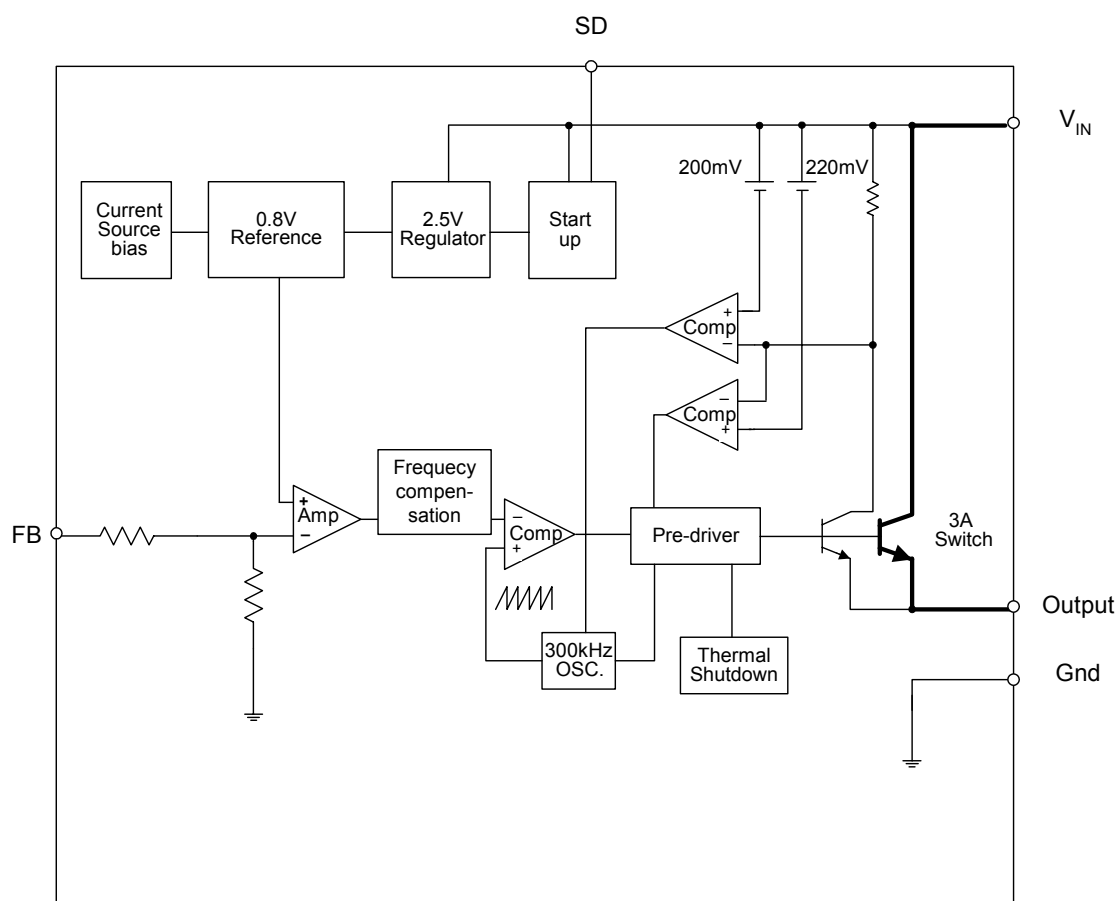 SD
V_IN
200mV
220mV
Current
Source
bias
0.8V
Reference
2.5V
Regulator
Start
up
+
Comp
−
−
Comp
+
Frequecy
compen-
sation
+
Amp
−
−
Comp
+
FB
Pre-driver
3A
Switch
Output
300kHz
OSC.
Thermal
Shutdown
Gnd